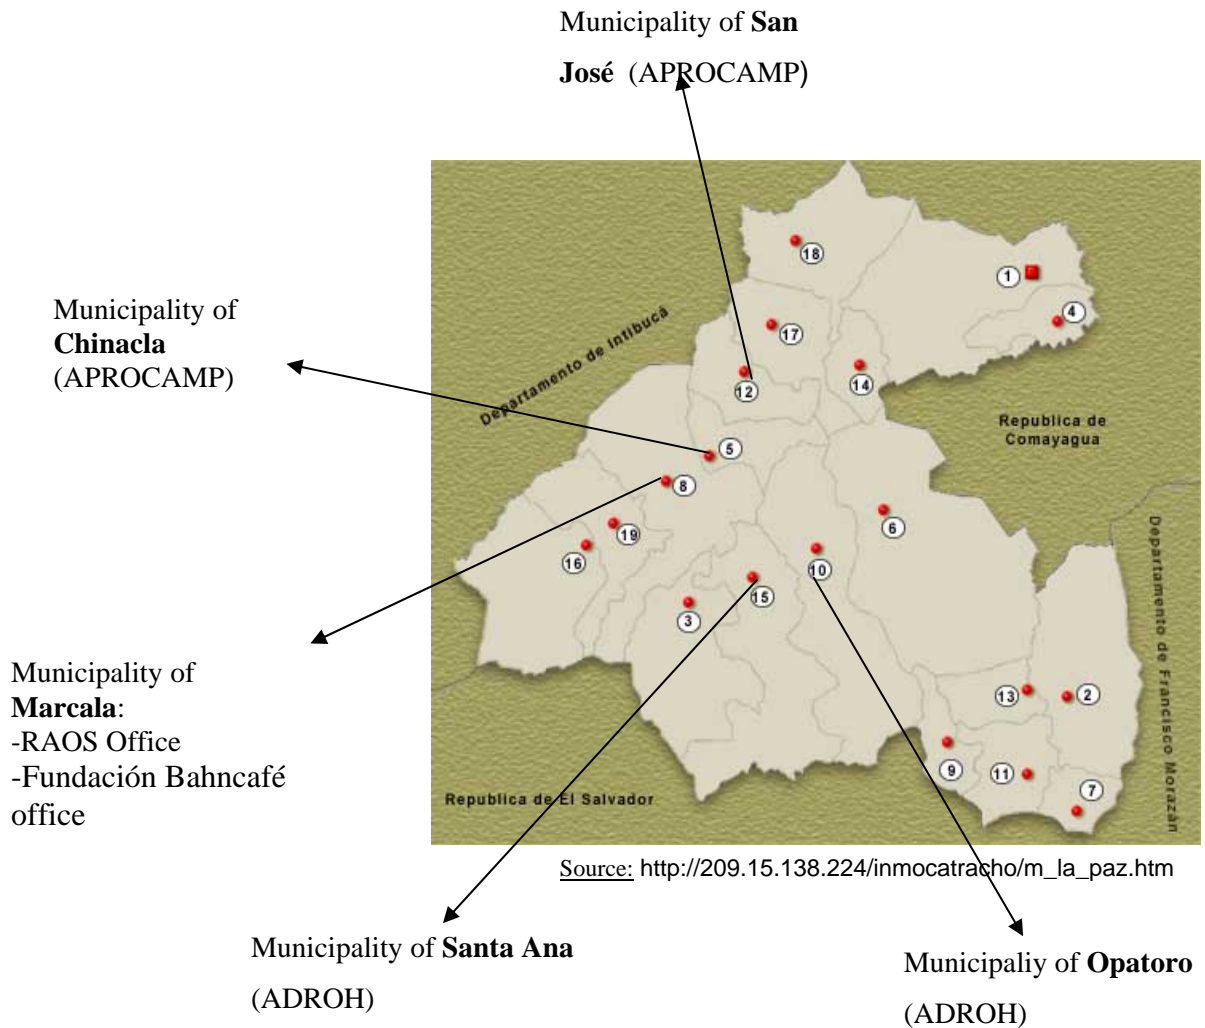 Municipality of San
José (APROCAMP)
18
1
4
Municipality of
Chinacla
(APROCAMP)
Departamento de Intibucá
17
12
14
Republica de
Comayagua
5
8
6
19
16
10
15
3
Departamento de Francisco Morazán
Municipality of
Marcala:
-RAOS Office
-Fundación Bahncafé
office
13
2
9
11
7
Republica de El Salvador
Source: http://209.15.138.224/inmocatracho/m_la_paz.htm
Municipality of Santa Ana
(ADROH)
Municipaliy of Opatoro
(ADROH)